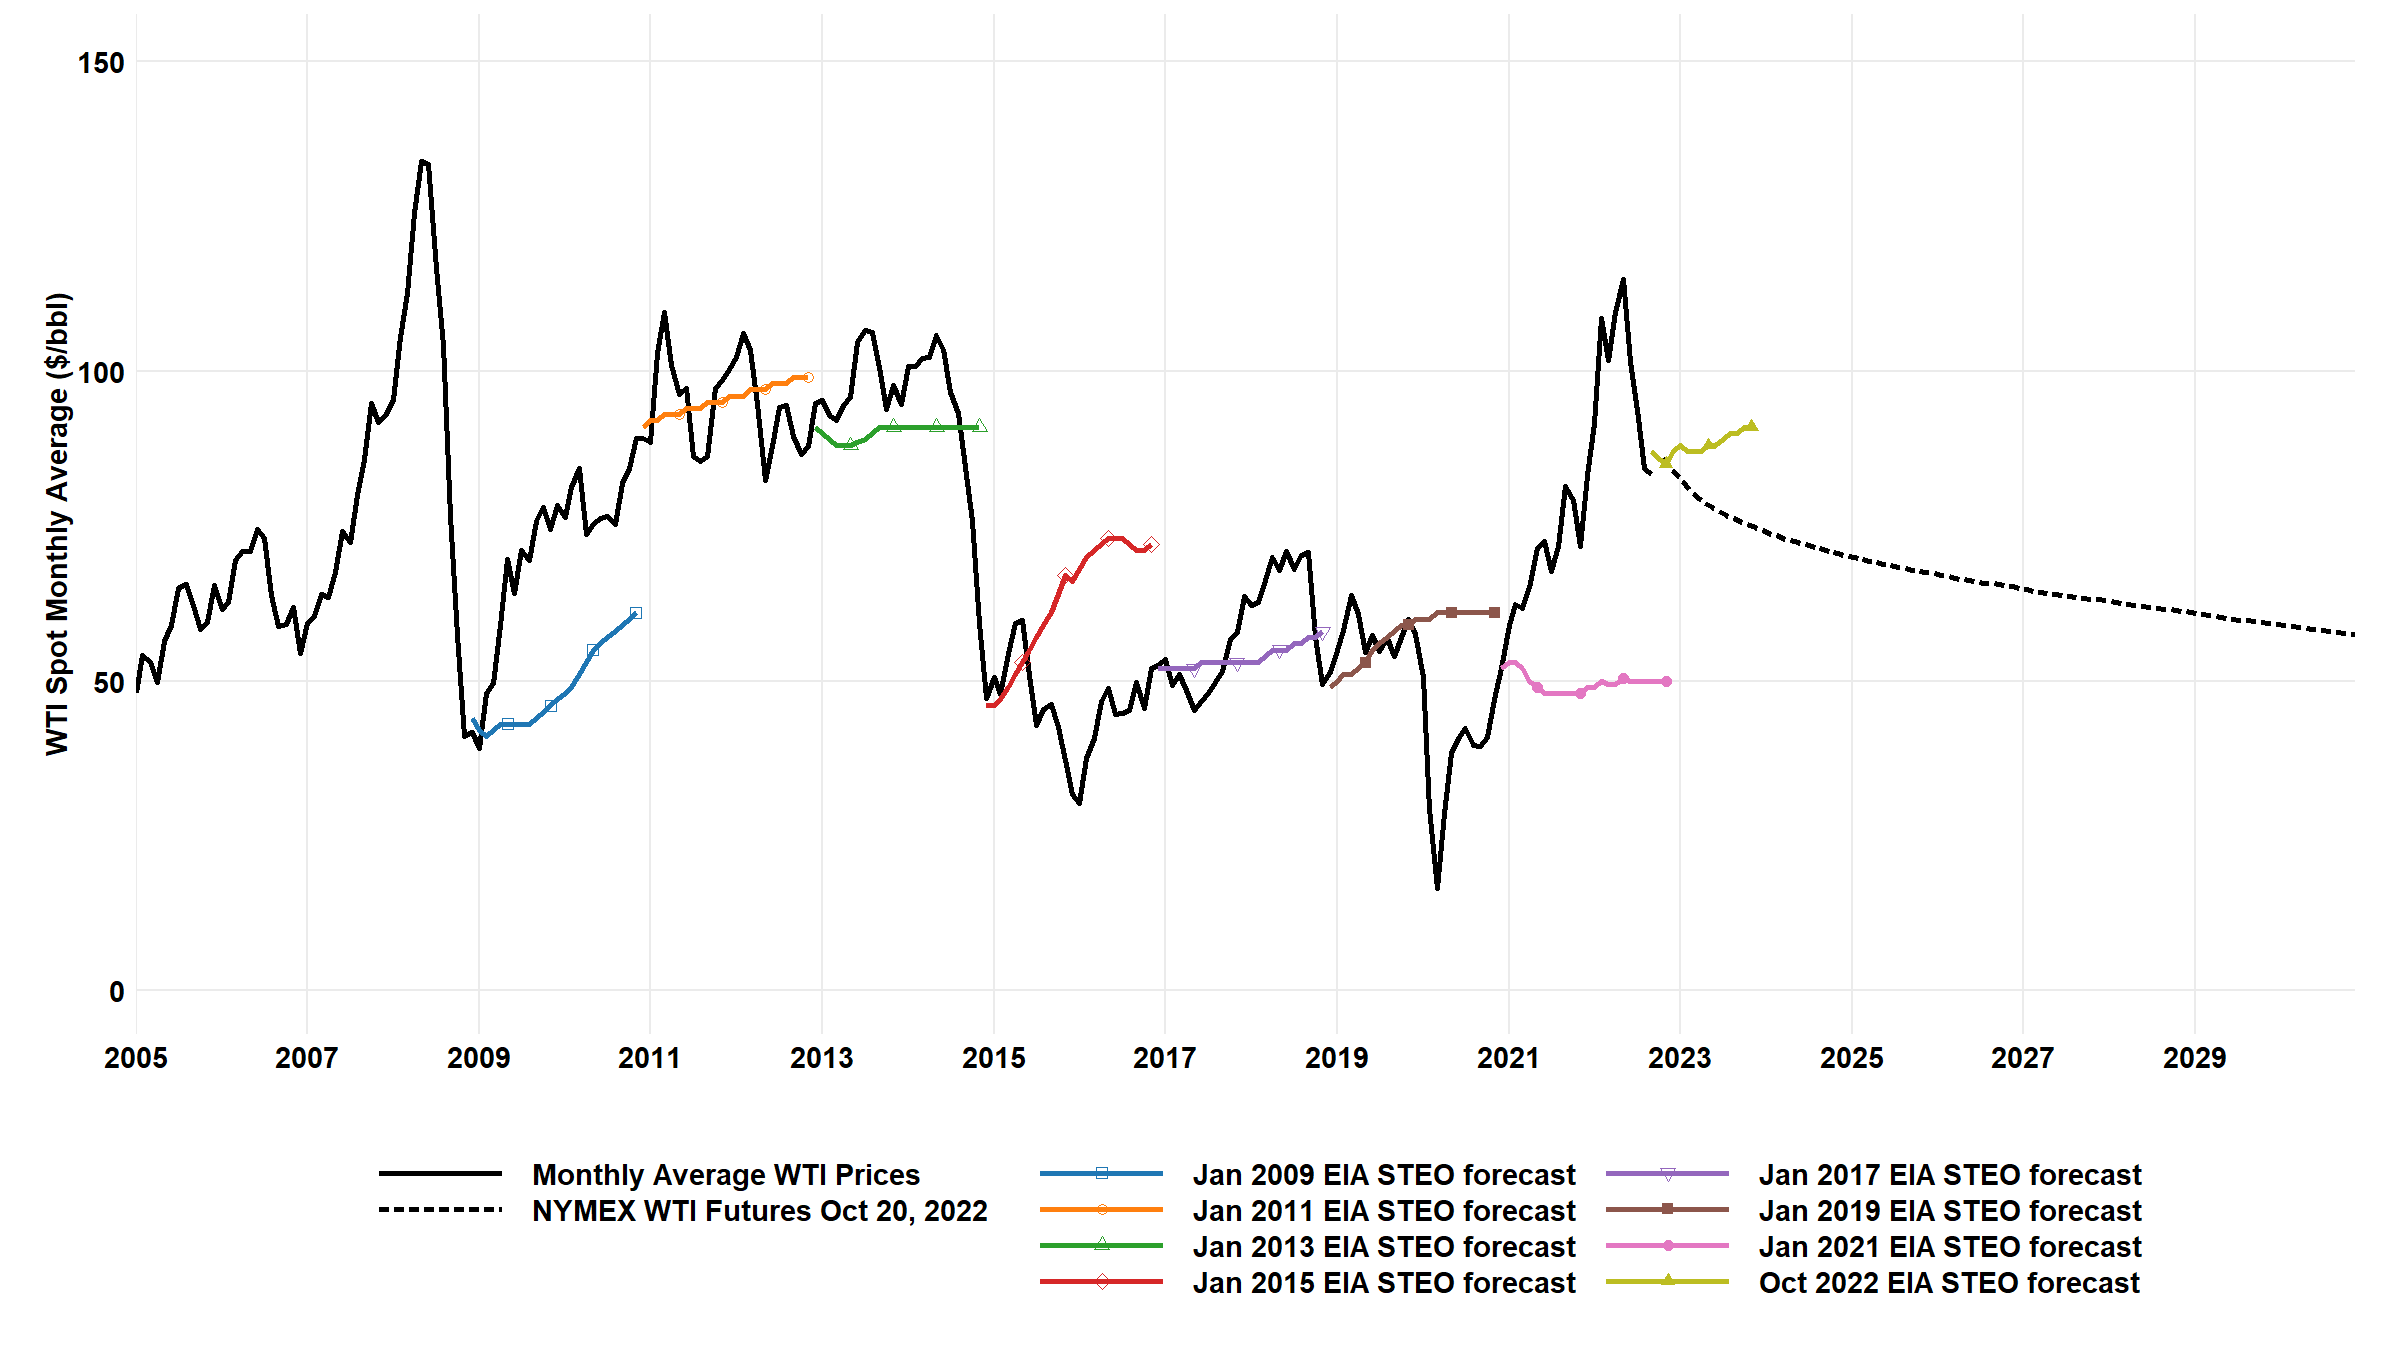 WTI Spot Monthly Average ($/bbl)
150
100
50
0
2005 2007 2009 2011 2013 2015 2017 2019 2021 2023 2025 2027 2029
Monthly Average WTI Prices
NYMEX WTI Futures Oct 20, 2022
Jan 2009 EIA STEO forecast
Jan 2011 EIA STEO forecast
Jan 2013 EIA STEO forecast
Jan 2015 EIA STEO forecast
Jan 2017 EIA STEO forecast
Jan 2019 EIA STEO forecast
Jan 2021 EIA STEO forecast
Oct 2022 EIA STEO forecast